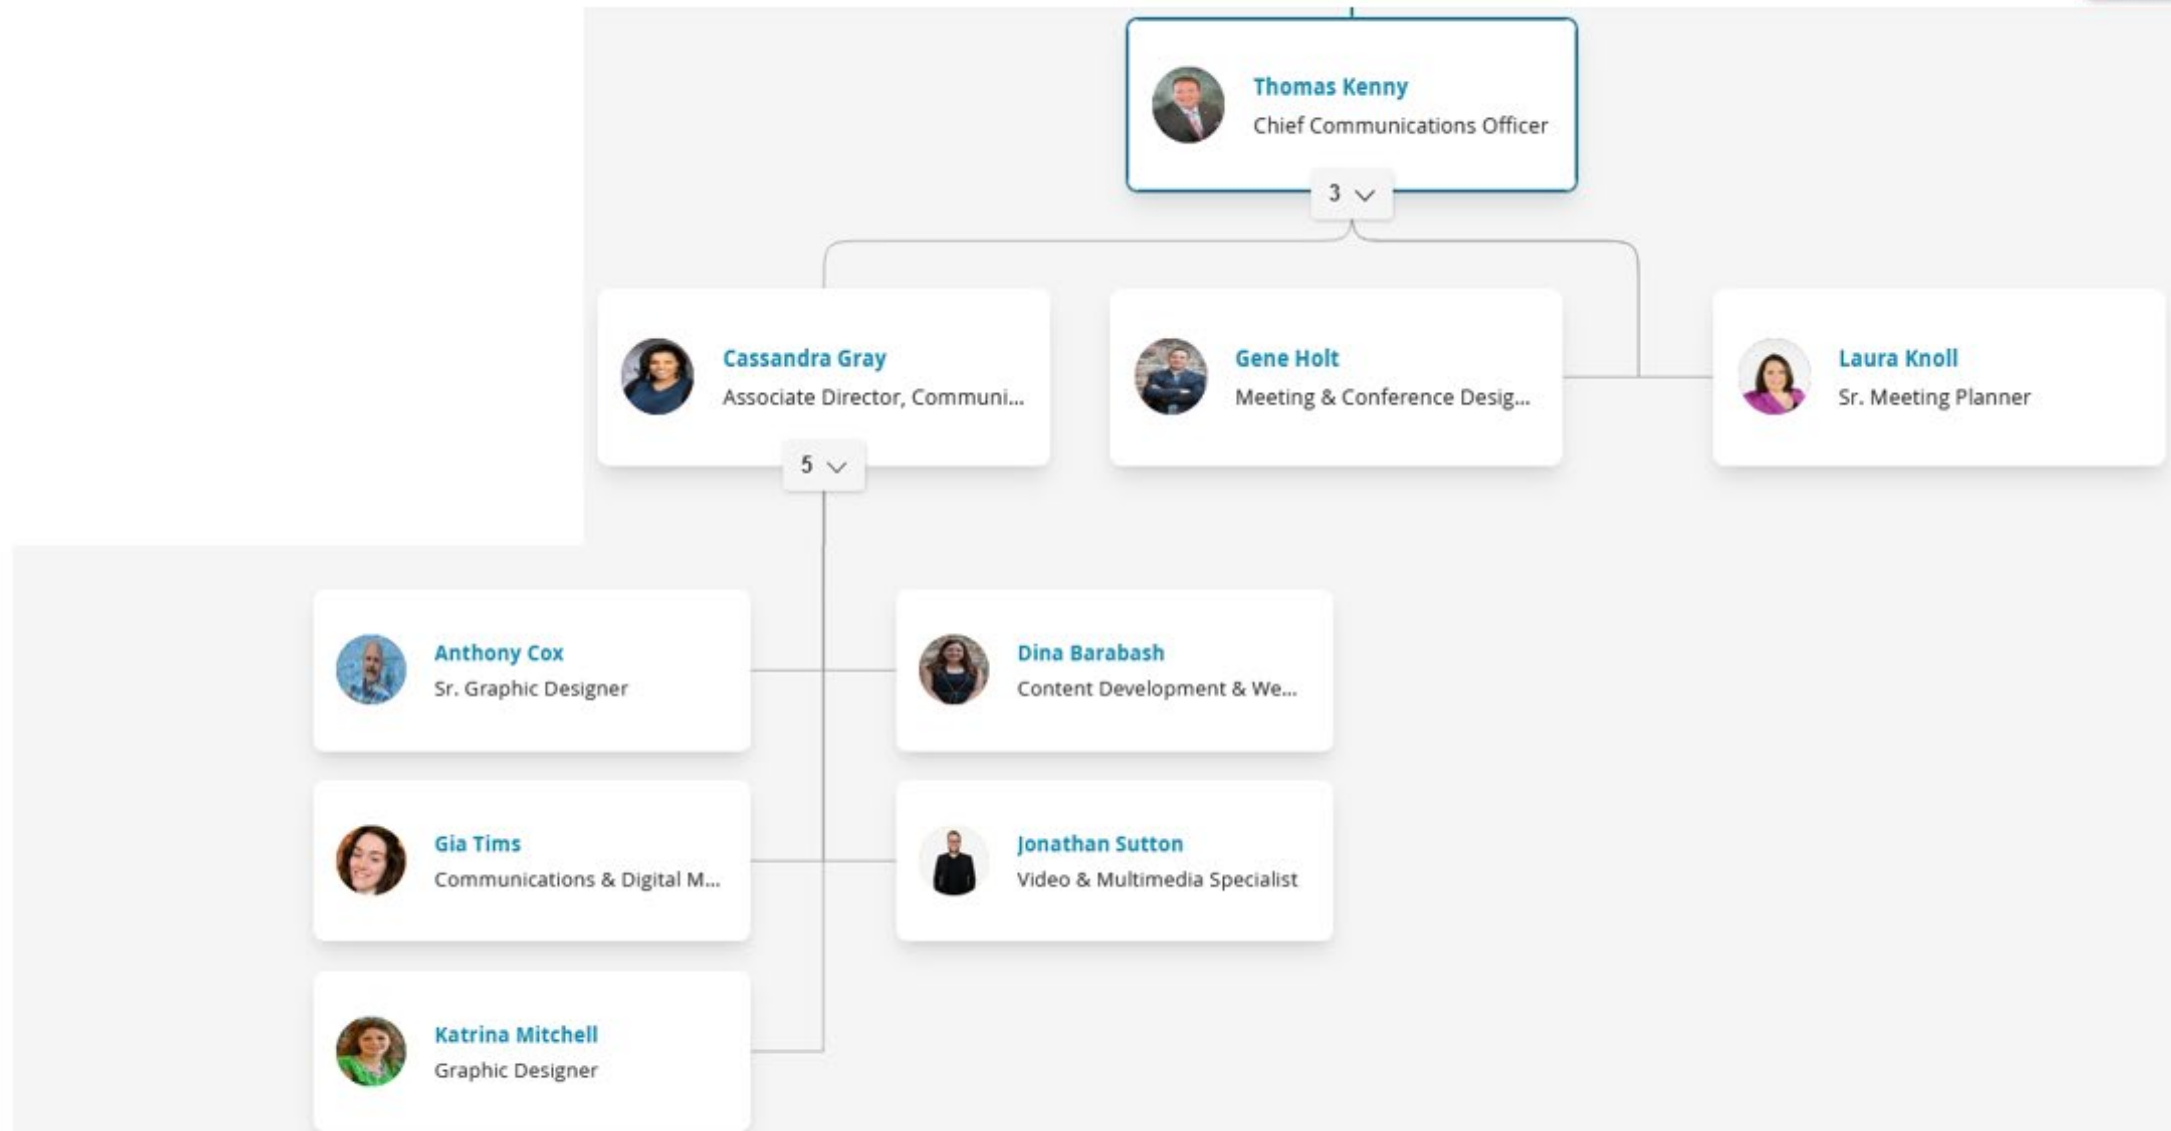 Thomas Kenny
Chief Communications Officer
3
Cassandra Gray
Associate Director, Communi...
5
Gene Holt
Meeting & Conference Desig...
Laura Knoll
Sr. Meeting Planner
Anthony Cox
Sr. Graphic Designer
Dina Barabash
Content Development & We...
Gia Tims
Communications & Digital M...
Jonathan Sutton
Video & Multimedia Specialist
Katrina Mitchell
Graphic Designer